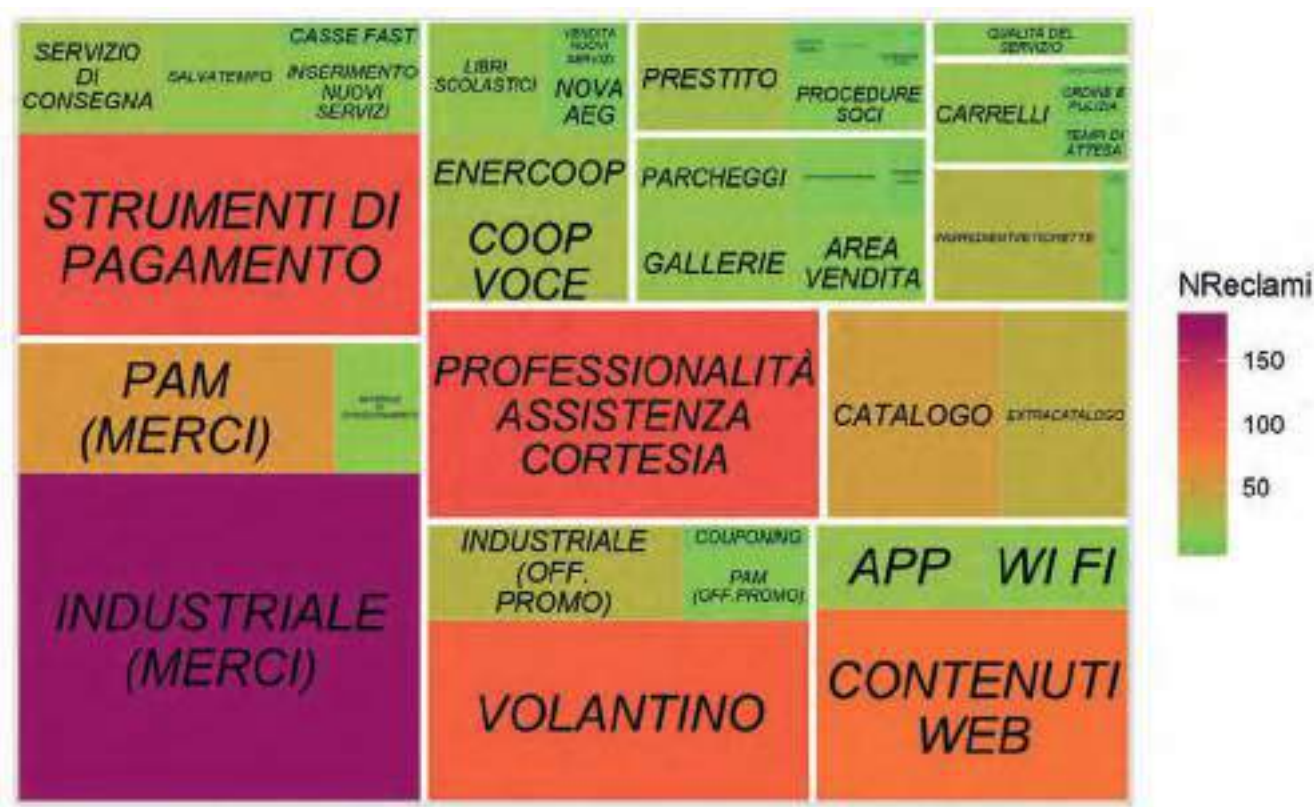 SERVIZIO
DI
CONSEGNA
SALVATEMPO
CASSE FAST
INSERIMENTO
NUOVI
SERVIZI
STRUMENTI DI
PAGAMENTO
PAM
(MERCI)
INDUSTRIALE
(MERCI)
LIBRI
SCOLASTICI
VENDITA
NUOVI
SERVIZI
NOVA
AEG
ENERCOOP
COOP
VOCE
PRESTITO
PROCEDURE
SOCI
PARCHEGGI
GALLERIE
AREA
VENDITA
QUALITÀ DEL
SERVIZIO
CARRELLI
ORDINE E
PULIZIA
TEMPI DI
ATTESA
INGREDIENTI/ETICHETTE
PROFESSIONALITÀ
ASSISTENZA
CORTESIA
CATALOGO
EXTRACATALOGO
INDUSTRIALE
(OFF.
PROMO)
COUPONING
PAM
(OFF.PROMO)
VOLANTINO
APP
WI FI
CONTENUTI
WEB
NReclami
150
100
50